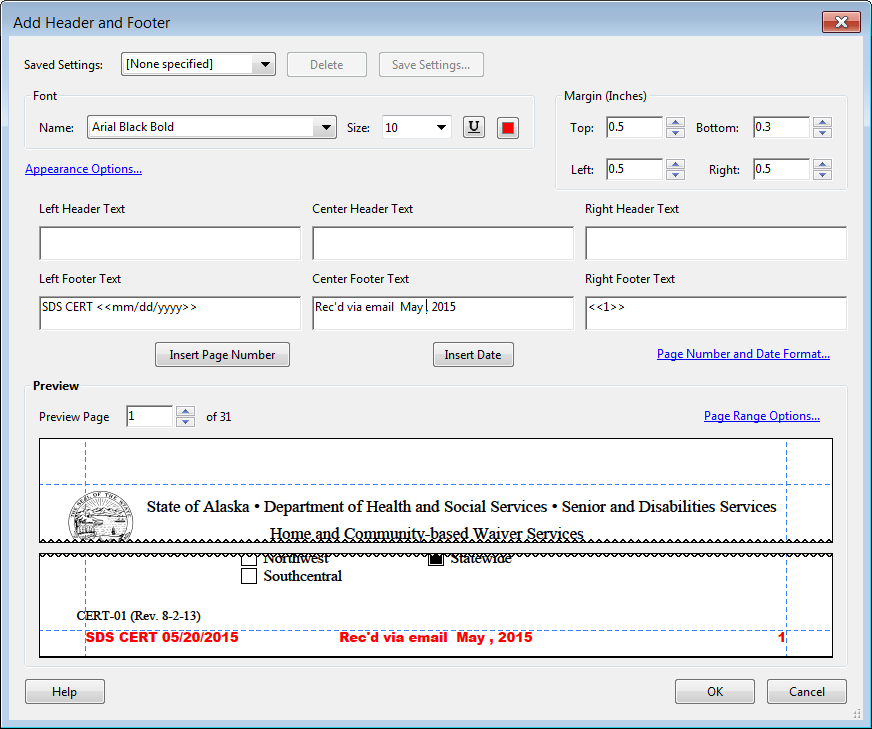 Add Header and Footer
Saved Settings: [None specified] Delete Save Settings...
Font
Name: Arial Black Bold Size: 10 U
Margin (Inches)
Top: 0.5 Bottom: 0.3
Left: 0.5 Right: 0.5
Appearance Options...
Left Header Text Center Header Text Right Header Text
Left Footer Text Center Footer Text Right Footer Text
SDS CERT <<mm/dd/yyyy>> Rec'd via email  May , 2015 <<1>>
Insert Page Number Insert Date Page Number and Date Format...
Preview
Preview Page 1 of 31 Page Range Options...
State of Alaska • Department of Health and Social Services • Senior and Disabilities Services
Home and Community-based Waiver Services
Northwest Statewide
Southcentral
CERT-01 (Rev. 8-2-13)
SDS CERT 05/20/2015 Rec'd via email  May , 2015 1
Help OK Cancel